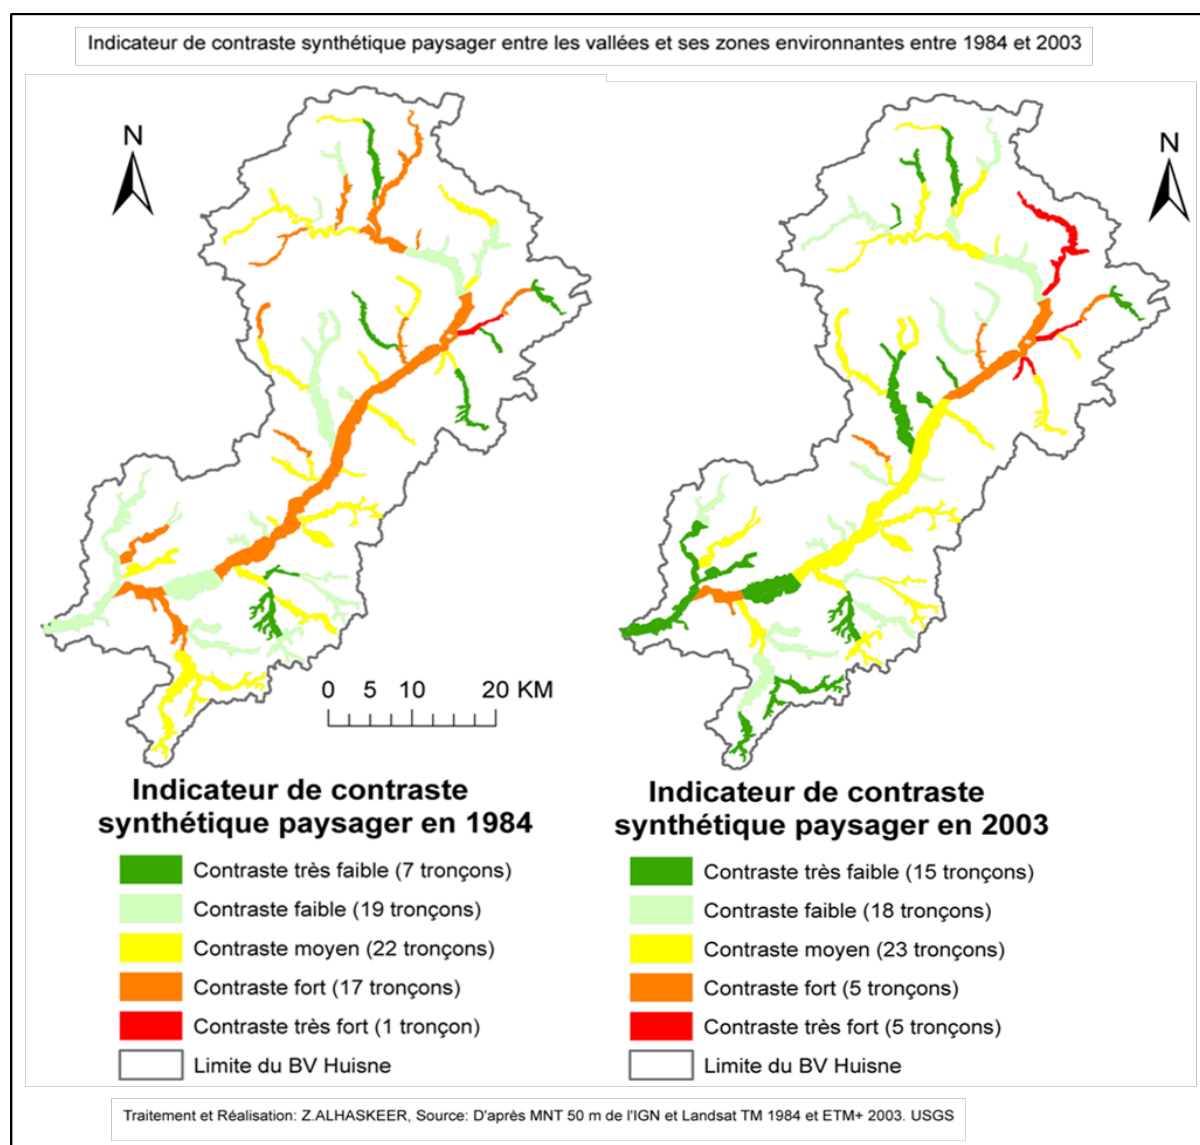 Indicateur de contraste synthétique paysager entre les vallées et ses zones environnantes entre 1984 et 2003
N
N
0 5 10 20 KM
Indicateur de contraste
synthétique paysager en 1984
Contraste très faible (7 tronçons)
Contraste faible (19 tronçons)
Contraste moyen (22 tronçons)
Contraste fort (17 tronçons)
Contraste très fort (1 tronçon)
Limite du BV Huisne
Indicateur de contraste
synthétique paysager en 2003
Contraste très faible (15 tronçons)
Contraste faible (18 tronçons)
Contraste moyen (23 tronçons)
Contraste fort (5 tronçons)
Contraste très fort (5 tronçons)
Limite du BV Huisne
Traitement et Réalisation: Z.ALHASKEER, Source: D'après MNT 50 m de l'IGN et Landsat TM 1984 et ETM+ 2003. USGS